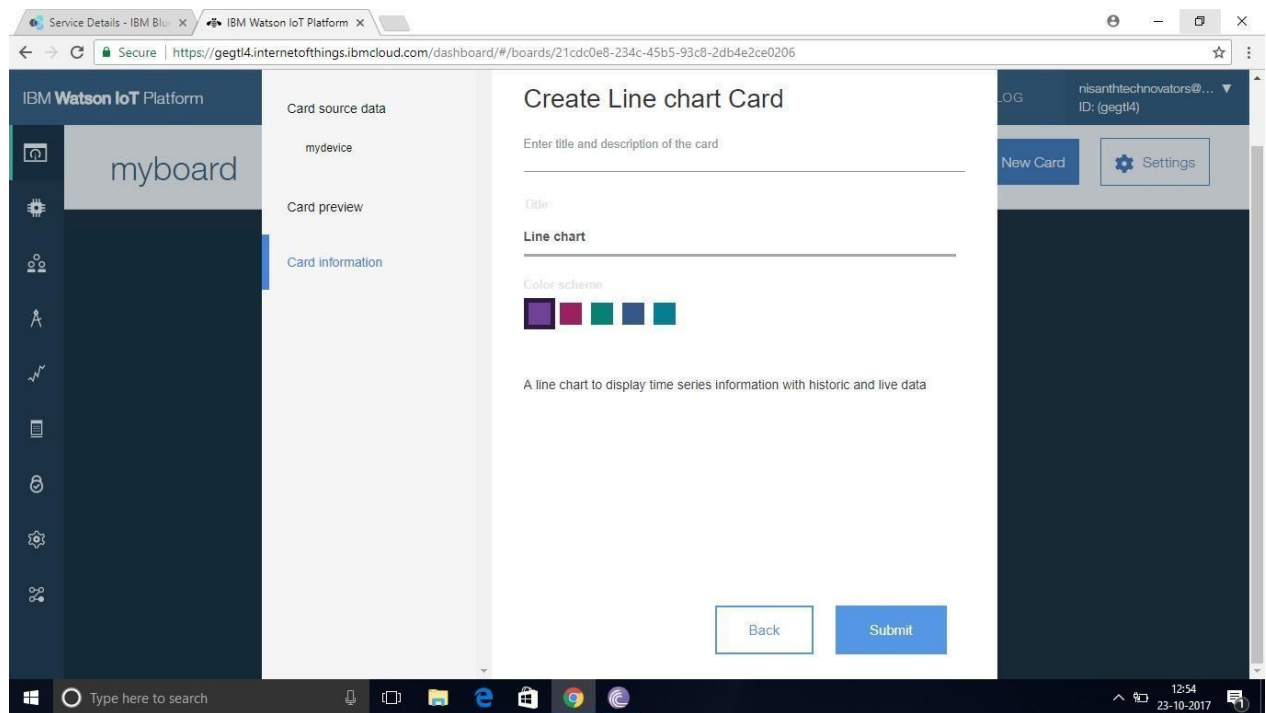 Service Details - IBM Blu
IBM Watson IoT Platform
Secure
https://gegtl4.internetofthings.ibmcloud.com/dashboard/#/boards/21cdc0e8-234c-45b5-93c8-2db4e2ce0206
IBM Watson IoT Platform
LOG
nisanthtechnovators@...
ID: (gegtl4)
myboard
New Card
Settings
Card source data
mydevice
Card preview
Card information
Create Line chart Card
Enter title and description of the card
Title
Line chart
Color scheme
A line chart to display time series information with historic and live data
Back
Submit
Type here to search
12:54
23-10-2017
1